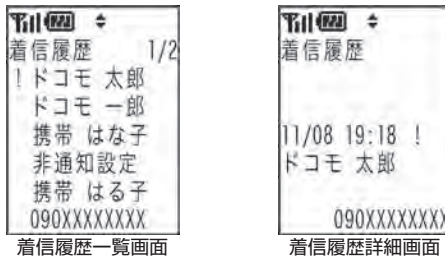 着信履歴 1/2
!ドコモ 太郎
ドコモ 一郎
携帯 はな子
非通知設定
携帯 はる子
090XXXXXXXX
着信履歴一覧画面
着信履歴
11/08 19:18 !
ドコモ 太郎
090XXXXXXXX
着信履歴詳細画面